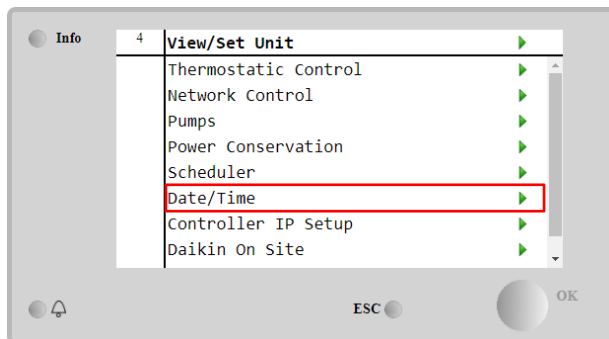 Info
4 View/Set Unit
Thermostatic Control
Network Control
Pumps
Power Conservation
Scheduler
Date/Time
Controller IP Setup
Daikin On Site
ESC
OK